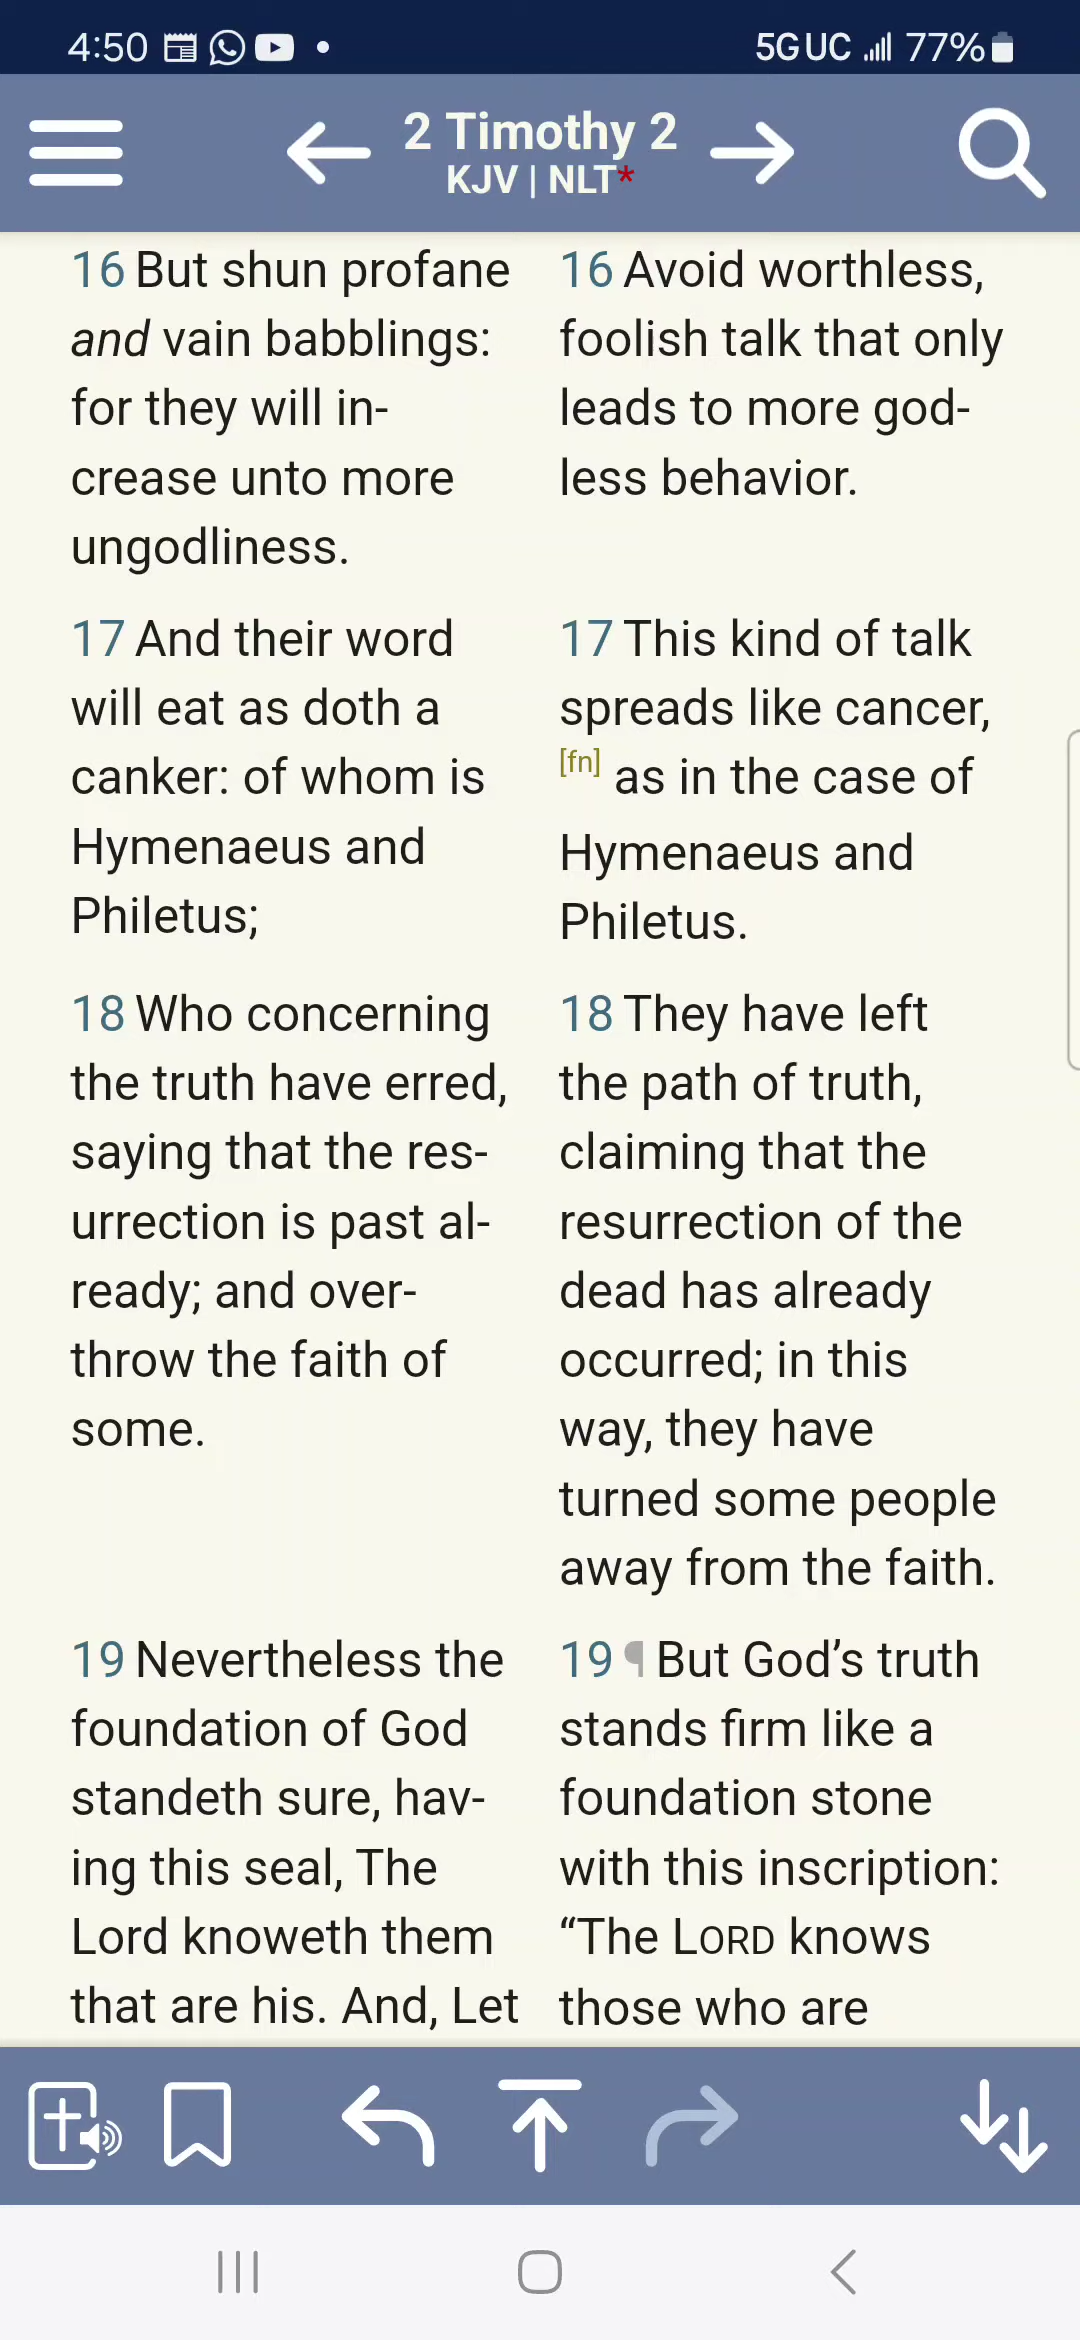 4:50
5G UC 77%
2 Timothy 2
KJV | NLT*
16 But shun profane
and vain babblings:
for they will in-
crease unto more
ungodliness.
16 Avoid worthless,
foolish talk that only
leads to more god-
less behavior.
17 And their word
will eat as doth a
canker: of whom is
Hymenaeus and
Philetus;
17 This kind of talk
spreads like cancer,
[fn] as in the case of
Hymenaeus and
Philetus.
18 Who concerning
the truth have erred,
saying that the res-
urrection is past al-
ready; and over-
throw the faith of
some.
18 They have left
the path of truth,
claiming that the
resurrection of the
dead has already
occurred; in this
way, they have
turned some people
away from the faith.
19 Nevertheless the
foundation of God
standeth sure, hav-
ing this seal, The
Lord knoweth them
that are his. And, Let
19 ¶ But God’s truth
stands firm like a
foundation stone
with this inscription:
“The LORD knows
those who are